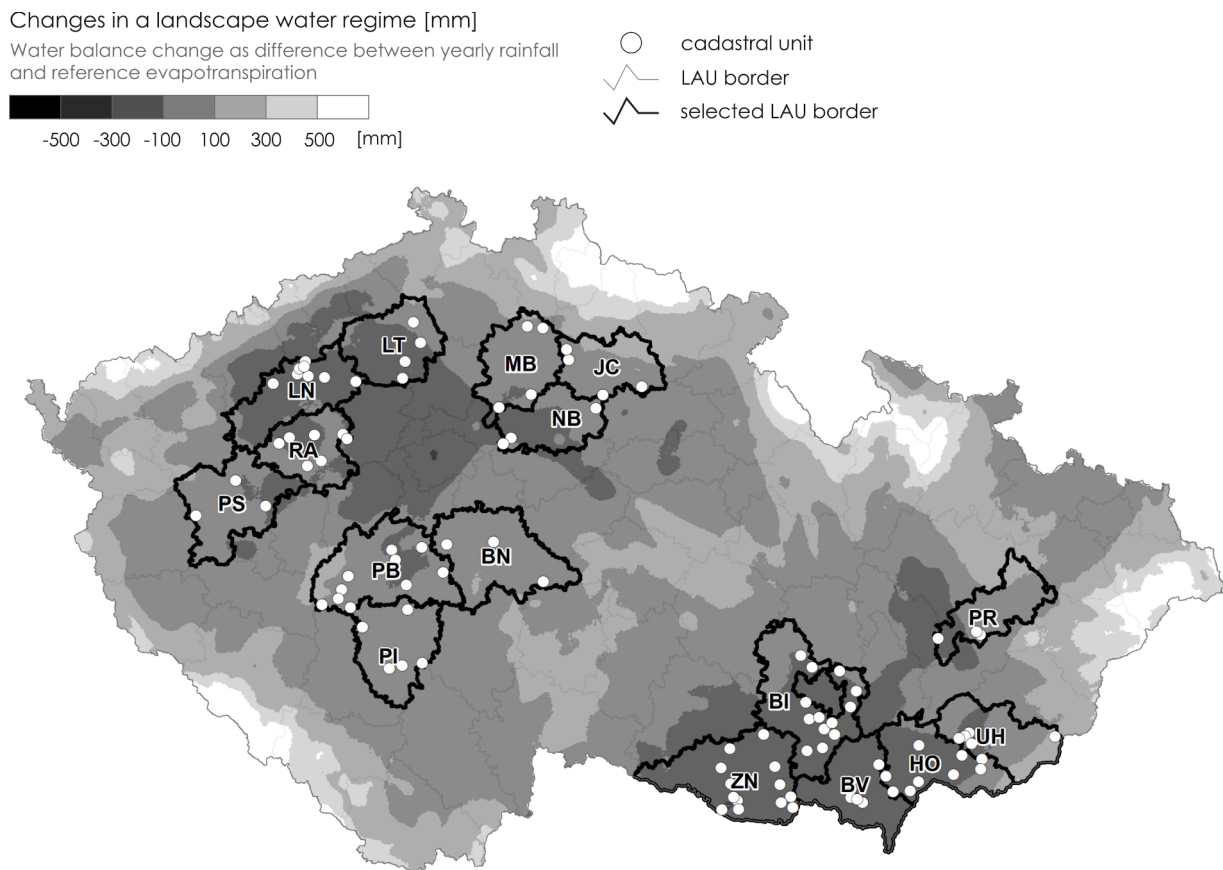 Changes in a landscape water regime [mm]
Water balance change as difference between yearly rainfall
and reference evapotranspiration
-500 -300 -100 100 300 500 [mm]
cadastral unit
LAU border
selected LAU border
LT
MB
JC
LN
NB
RA
PS
BN
PB
PR
PI
BI
UH
HO
ZN
BV